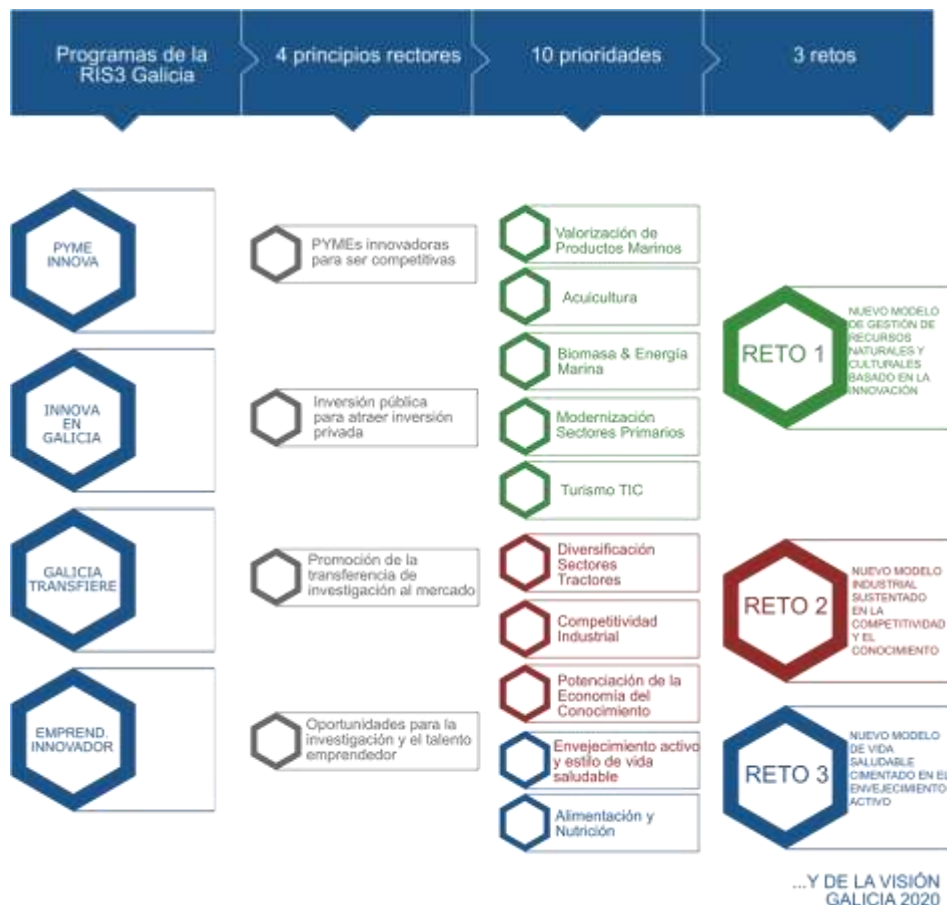 Programas de la
RIS3 Galicia
4 principios rectores
10 prioridades
3 retos
PYME
INNOVA
INNOVA
EN
GALICIA
GALICIA
TRANSFIERE
EMPREND.
INNOVADOR
PYMEs innovadoras
para ser competitivas
Inversión pública
para atraer inversión
privada
Promoción de la
transferencia de
investigación al mercado
Oportunidades para la
investigación y el talento
emprendedor
Valorización de
Productos Marinos
Acuicultura
Biomasa & Energía
Marina
Modernización
Sectores Primarios
Turismo TIC
Diversificación
Sectores
Tractores
Competitividad
Industrial
Potenciación de la
Economía del
Conocimiento
Envejecimiento activo
y estilo de vida
saludable
Alimentación y
Nutrición
RETO 1
NUEVO MODELO
DE GESTIÓN DE
RECURSOS
NATURALES Y
CULTURALES
BASADO EN LA
INNOVACIÓN
RETO 2
NUEVO MODELO
INDUSTRIAL
SUSTENTADO
EN LA
COMPETITIVIDAD
Y EL
CONOCIMIENTO
RETO 3
NUEVO MODELO
DE VIDA
SALUDABLE
CIMENTADO EN EL
ENVEJECIMIENTO
ACTIVO
...Y DE LA VISIÓN
GALICIA 2020